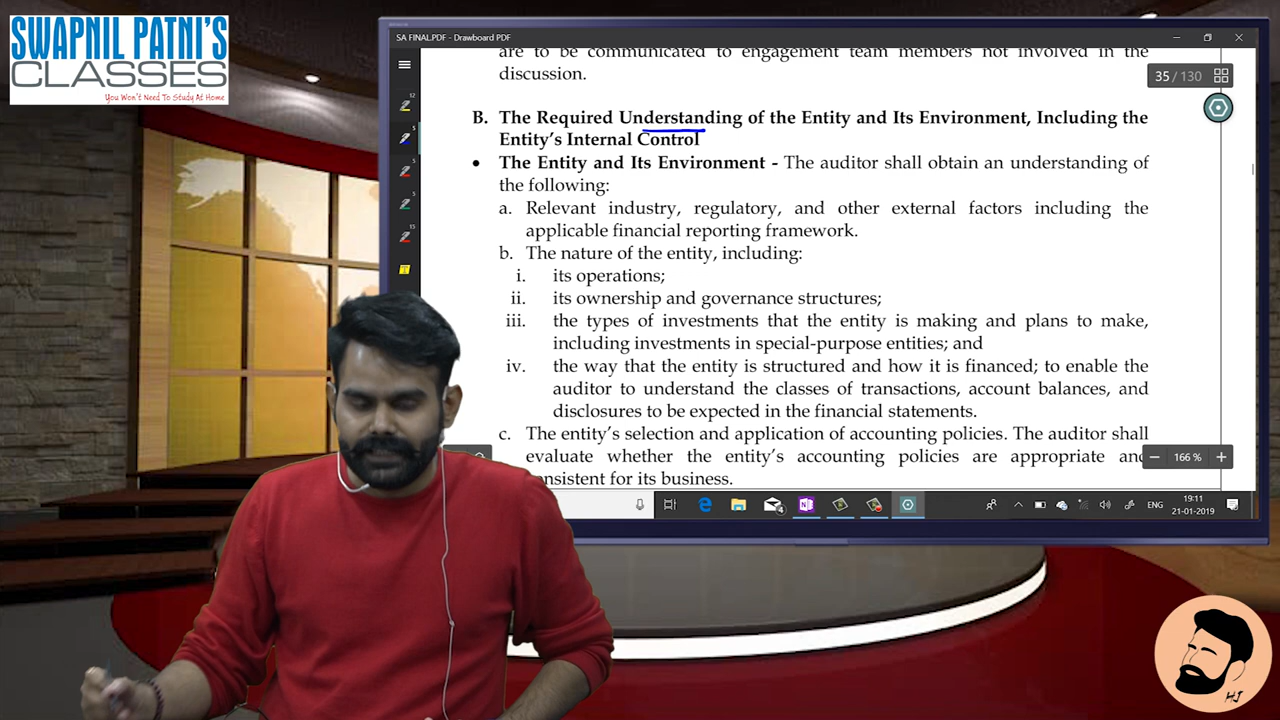 SWAPNIL PATNI'S
CLASSES
You Won't Need To Study At Home
SA FINAL.PDF - Drawboard PDF
are to be communicated to engagement team members not involved in the
discussion.
35 / 130
B. The Required Understanding of the Entity and Its Environment, Including the
Entity's Internal Control
• The Entity and Its Environment - The auditor shall obtain an understanding of
the following:
a. Relevant industry, regulatory, and other external factors including the
applicable financial reporting framework.
b. The nature of the entity, including:
i. its operations;
ii. its ownership and governance structures;
iii. the types of investments that the entity is making and plans to make,
including investments in special-purpose entities; and
iv. the way that the entity is structured and how it is financed; to enable the
auditor to understand the classes of transactions, account balances, and
disclosures to be expected in the financial statements.
c. The entity's selection and application of accounting policies. The auditor shall
evaluate whether the entity's accounting policies are appropriate and
onsistent for its business.
166 %
12
5
5
5
15
4
ENG
19:11
21-01-2019
HJ